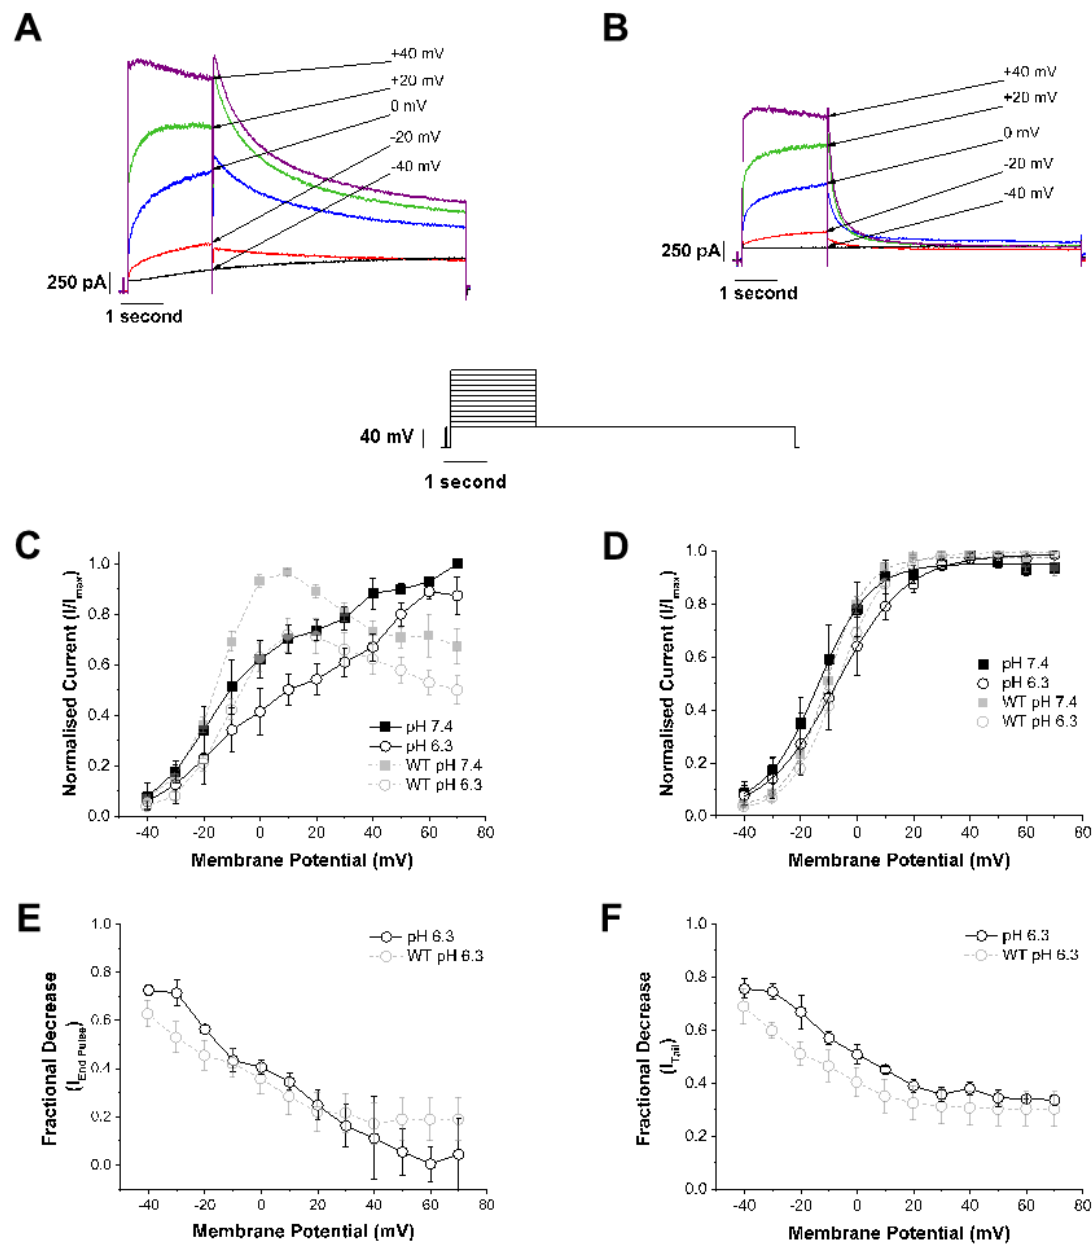 A
B
+40 mV
+20 mV
0 mV
-20 mV
-40 mV
250 pA
1 second
+40 mV
+20 mV
0 mV
-20 mV
-40 mV
250 pA
1 second
40 mV
1 second
C
Normalised Current (I/Imax)
1.0
0.8
0.6
0.4
0.2
0.0
pH 7.4
pH 6.3
WT pH 7.4
WT pH 6.3
-40 -20 0 20 40 60 80
Membrane Potential (mV)
D
Normalised Current (I/Imax)
1.0
0.8
0.6
0.4
0.2
0.0
pH 7.4
pH 6.3
WT pH 7.4
WT pH 6.3
-40 -20 0 20 40 60 80
Membrane Potential (mV)
E
Fractional Decrease
(IEnd Pulse)
1.0
0.8
0.6
0.4
0.2
0.0
pH 6.3
WT pH 6.3
-40 -20 0 20 40 60 80
Membrane Potential (mV)
F
Fractional Decrease
(ITail)
1.0
0.8
0.6
0.4
0.2
0.0
pH 6.3
WT pH 6.3
-40 -20 0 20 40 60 80
Membrane Potential (mV)